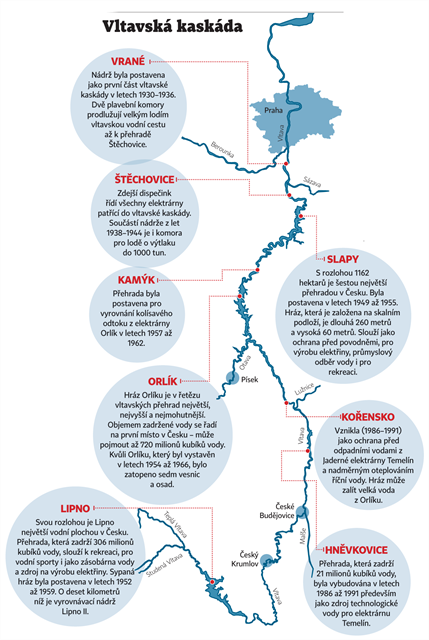 Vltavská kaskáda
VRANÉ
Nádrž byla postavena
jako první část vltavské
kaskády v letech 1930–1936.
Dvě plavební komory
prodlužují velkým lodím
vltavskou vodní cestu
až k přehradě
Štěchovice.
Praha
Vltava
Berounka
Sázava
ŠTĚCHOVICE
Zdejší dispečink
řídí všechny elektrárny
patřící do vltavské kaskády.
Součástí nádrže z let
1938–1944 je i komora
pro lodě o výtlaku
do 1000 tun.
SLAPY
S rozlohou 1162
hektarů je šestou největší
přehradou v Česku. Byla
postavena v letech 1949 až 1955.
Hráz, která je založena na skalním
podloží, je dlouhá 260 metrů
a vysoká 60 metrů. Slouží jako
ochrana před povodněmi, pro
výrobu elektřiny, průmyslový
odběr vody i pro
rekreaci.
KAMÝK
Přehrada byla
postavena pro
vyrovnání kolísavého
odtoku z elektrárny
Orlík v letech 1957 až
1962.
Otava
Písek
ORLÍK
Hráz Orlíku je v řetězu
vltavských přehrad největší,
nejvyšší a nejmohutnější.
Objemem zadržené vody se řadí
na první místo v Česku – může
pojmout až 720 milionů kubíků vody.
Kvůli Orlíku, který byl vystavěn
v letech 1954 až 1966, bylo
zatopeno sedm vesnic
a osad.
Lužnice
KOŘENSKO
Vznikla (1986–1991)
jako ochrana před
odpadními vodami z
Jaderné elektrárny Temelín
a nadměrným oteplováním
říční vody. Hráz může
zalít velká voda
z Orlíku.
Vltava
České
Budějovice
Malše
LIPNO
Svou rozlohou je Lipno
největší vodní plochou v Česku.
Přehrada, která zadrží 306 milionů
kubíků vody, slouží k rekreaci, pro
vodní sporty i jako zásobárna vody
a zdroj na výrobu elektřiny. Sypaná
hráz byla postavena v letech 1952
až 1959. O deset kilometrů
níž je vyrovnávací nádrž
Lipno II.
Teplá Vltava
Studená Vltava
Český
Krumlov
Vltava
HNĚVKOVICE
Přehrada, která zadrží
21 milionů kubíků vody,
byla vybudována v letech
1986 až 1991 především
jako zdroj technologické
vody pro elektrárnu
Temelín.